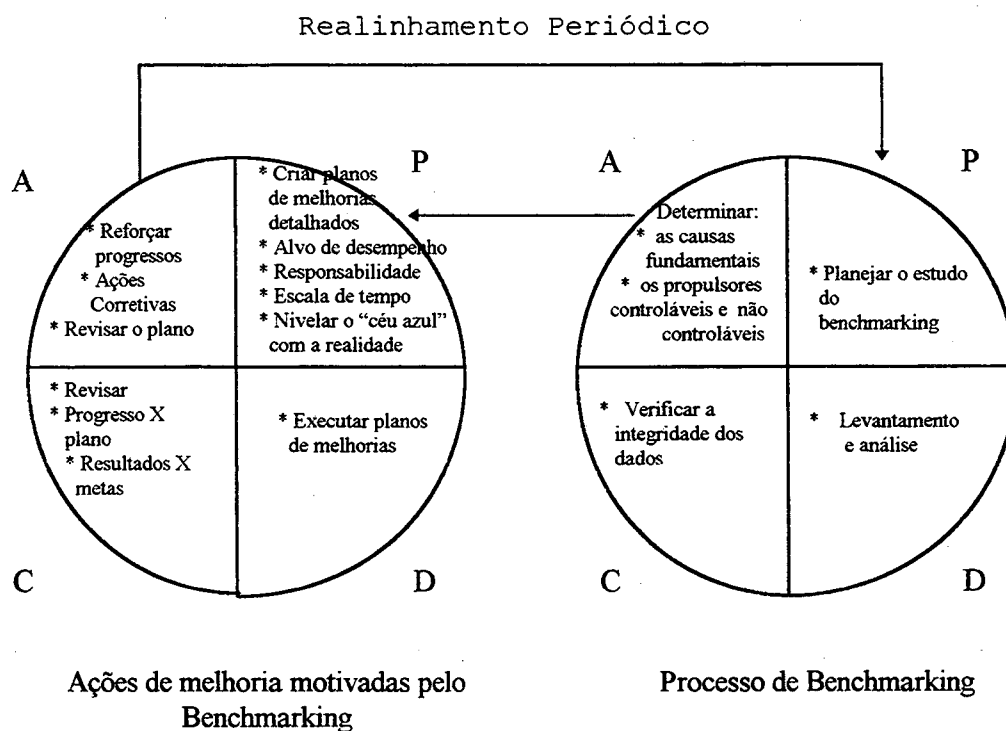 Realinhamento Periódico
A
P
* Reforçar
progressos
* Ações
Corretivas
* Revisar o plano
* Criar planos
de melhorias
detalhados
* Alvo de desempenho
* Responsabilidade
* Escala de tempo
* Nivelar o “céu azul”
com a realidade
* Revisar
* Progresso X
plano
* Resultados X
metas
* Executar planos
de melhorias
C
D
A
P
Determinar:
* as causas
fundamentais
* os propulsores
controláveis e não
controláveis
* Planejar o estudo
do
benchmarking
* Verificar a
integridade dos
dados
* Levantamento
e análise
C
D
Ações de melhoria motivadas pelo
Benchmarking
Processo de Benchmarking